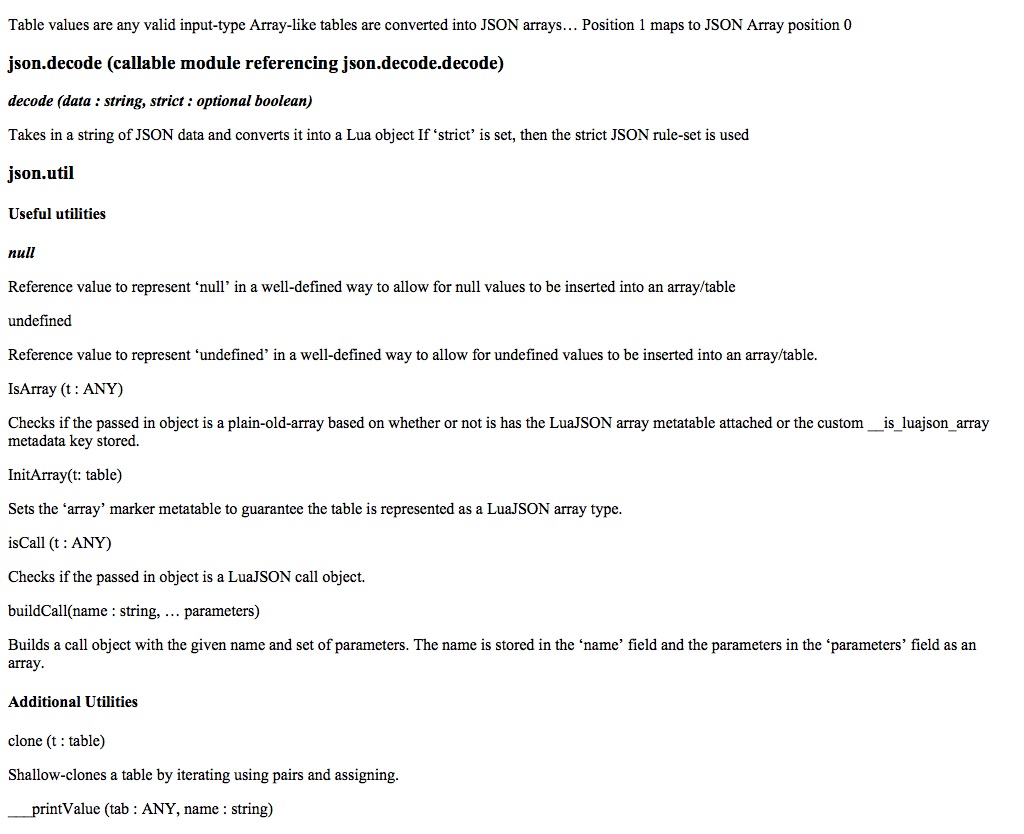 Table values are any valid input-type Array-like tables are converted into JSON arrays… Position 1 maps to JSON Array position 0
json.decode (callable module referencing json.decode.decode)
decode (data : string, strict : optional boolean)
Takes in a string of JSON data and converts it into a Lua object If ‘strict’ is set, then the strict JSON rule-set is used
json.util
Useful utilities
null
Reference value to represent ‘null’ in a well-defined way to allow for null values to be inserted into an array/table
undefined
Reference value to represent ‘undefined’ in a well-defined way to allow for undefined values to be inserted into an array/table.
IsArray (t : ANY)
Checks if the passed in object is a plain-old-array based on whether or not is has the LuaJSON array metatable attached or the custom __is_luajson_array
metadata key stored.
InitArray(t: table)
Sets the ‘array’ marker metatable to guarantee the table is represented as a LuaJSON array type.
isCall (t : ANY)
Checks if the passed in object is a LuaJSON call object.
buildCall(name : string, … parameters)
Builds a call object with the given name and set of parameters. The name is stored in the ‘name’ field and the parameters in the ‘parameters’ field as an
array.
Additional Utilities
clone (t : table)
Shallow-clones a table by iterating using pairs and assigning.
___printValue (tab : ANY, name : string)